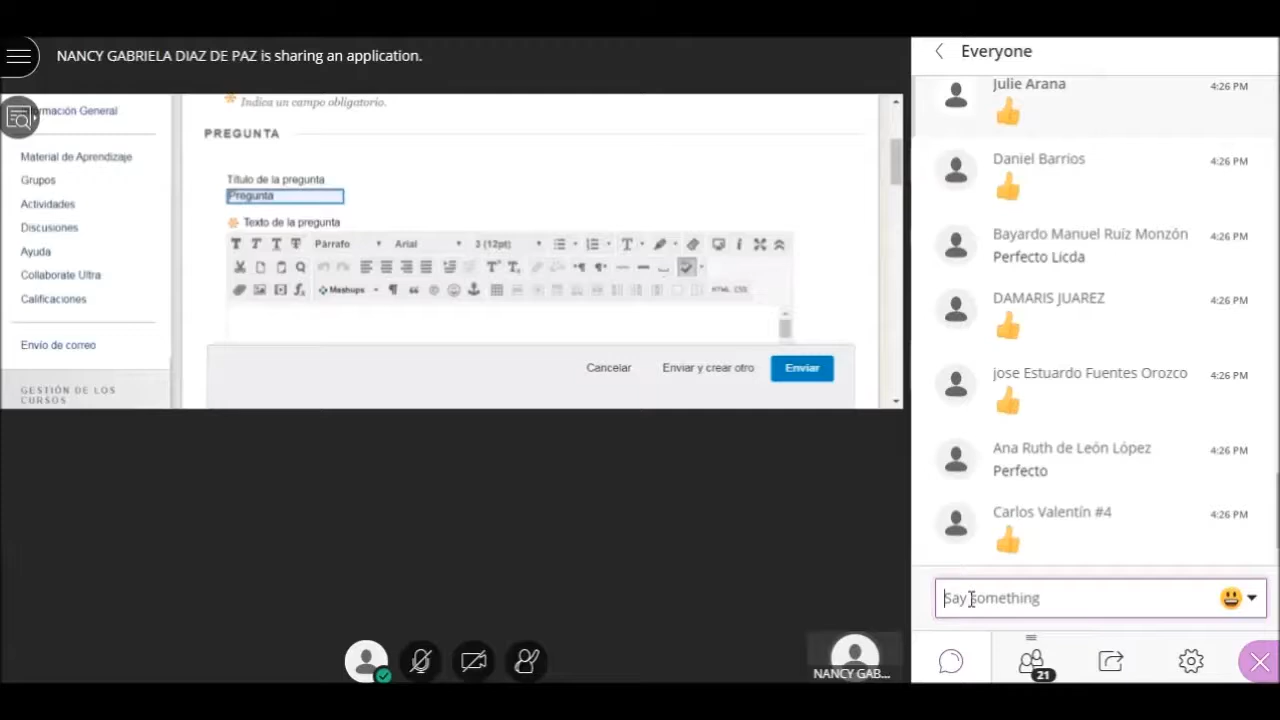 NANCY GABRIELA DIAZ DE PAZ is sharing an application.
Indica un campo obligatorio.
PREGUNTA
Título de la pregunta
Pregunta
Texto de la pregunta
Párrafo
Arial
3 (12pt)
Mashups
HTML CSS
Cancelar
Enviar y crear otro
Enviar
ormación General
Material de Aprendizaje
Grupos
Actividades
Discusiones
Ayuda
Collaborate Ultra
Calificaciones
Envío de correo
GESTIÓN DE LOS
CURSOS
NANCY GAB...
Everyone
Julie Arana 4:26 PM
Daniel Barrios 4:26 PM
Bayardo Manuel Ruíz Monzón 4:26 PM
Perfecto Licda
DAMARIS JUAREZ 4:26 PM
jose Estuardo Fuentes Orozco 4:26 PM
Ana Ruth de León López 4:26 PM
Perfecto
Carlos Valentín #4 4:26 PM
Say something
21